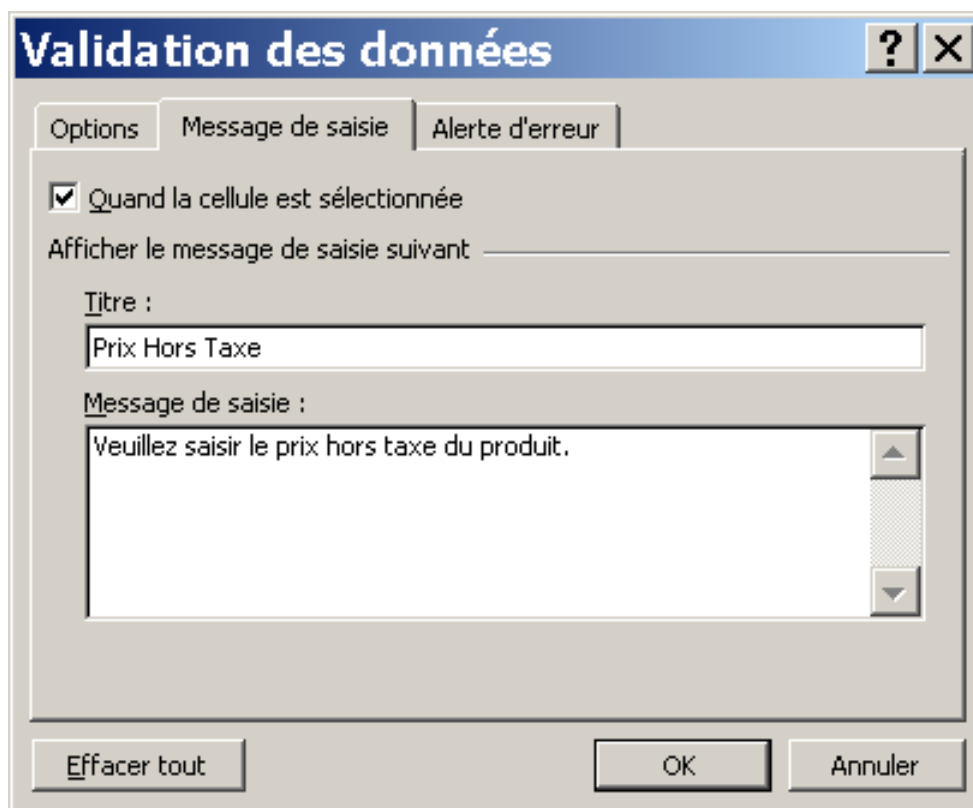 Validation des données
Options Message de saisie Alerte d'erreur
Quand la cellule est sélectionnée
Afficher le message de saisie suivant
Titre :
Prix Hors Taxe
Message de saisie :
Veuillez saisir le prix hors taxe du produit.
Effacer tout OK Annuler